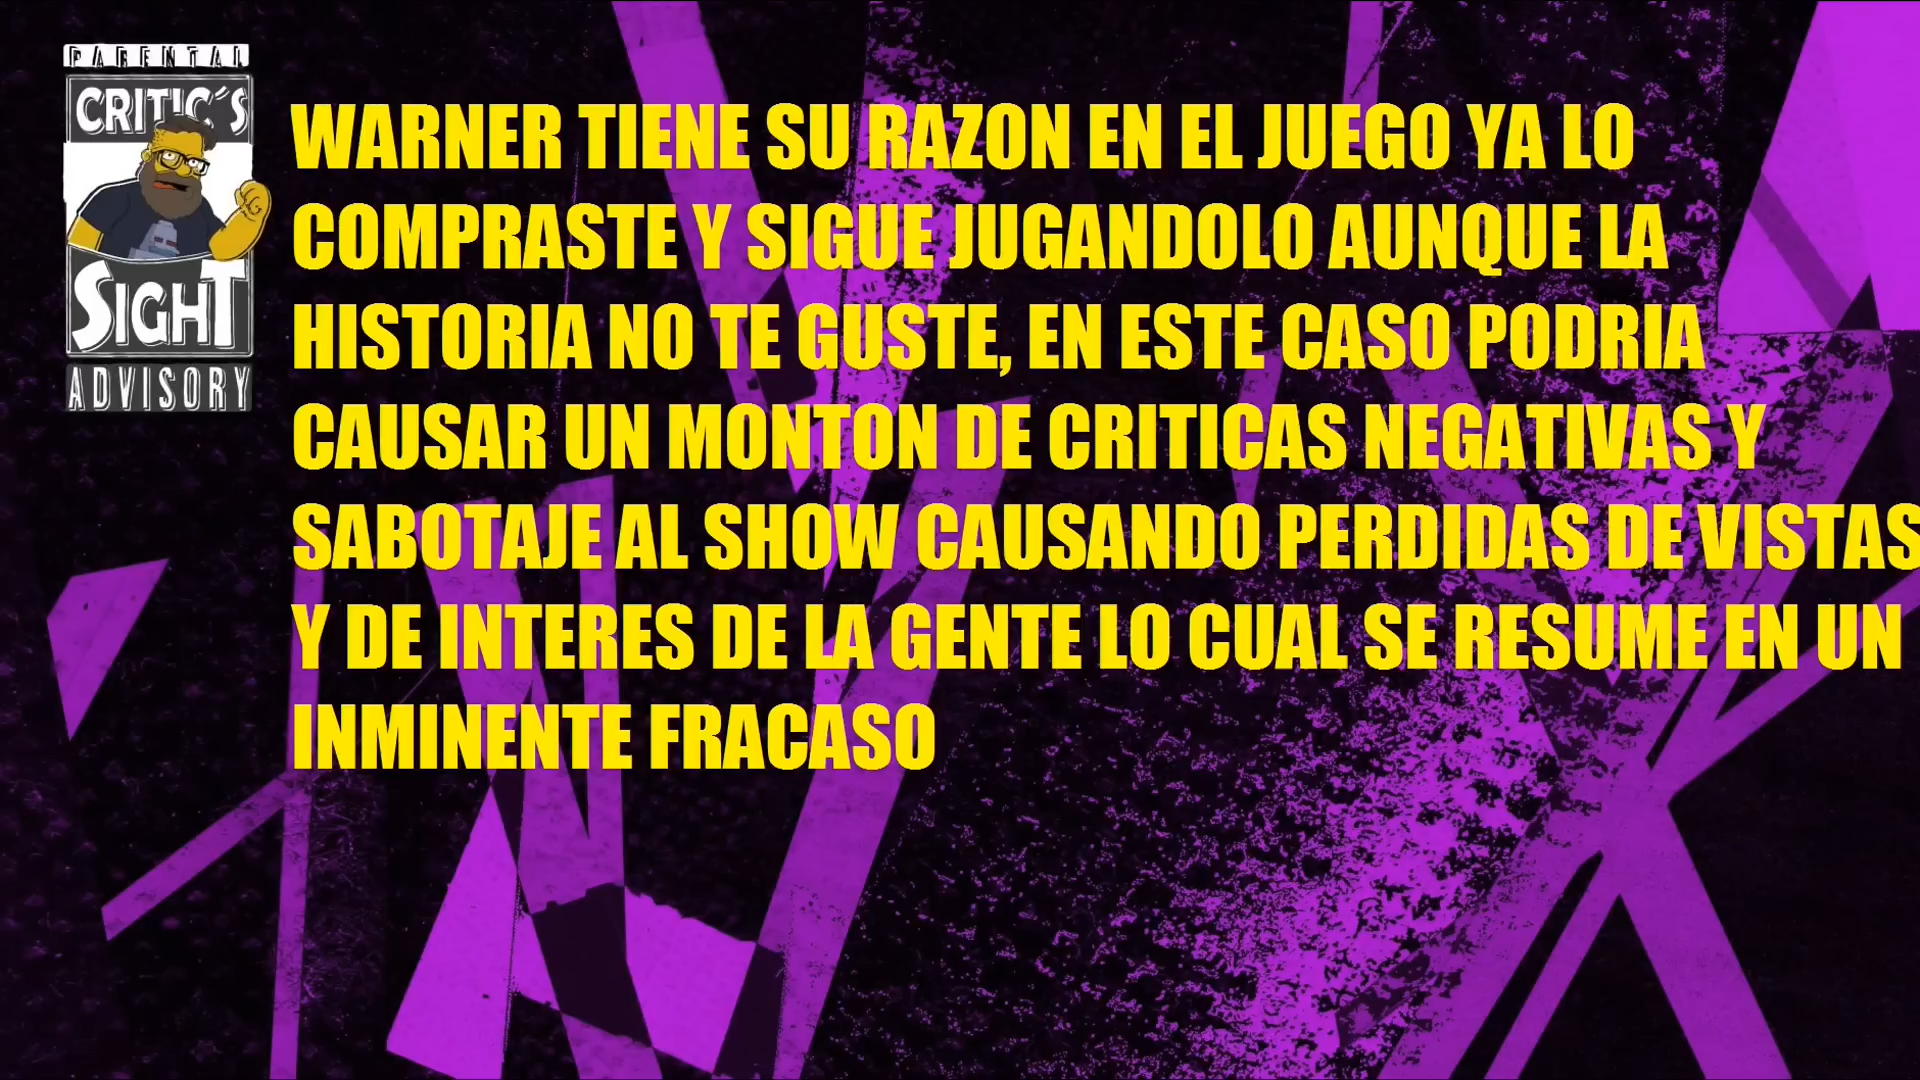 PARENTAL
CRITIC´S
SIGHT
ADVISORY
WARNER TIENE SU RAZON EN EL JUEGO YA LO
COMPRASTE Y SIGUE JUGANDOLO AUNQUE LA
HISTORIA NO TE GUSTE, EN ESTE CASO PODRIA
CAUSAR UN MONTON DE CRITICAS NEGATIVAS Y
SABOTAJE AL SHOW CAUSANDO PERDIDAS DE VISTAS
Y DE INTERES DE LA GENTE LO CUAL SE RESUME EN UN
INMINENTE FRACASO